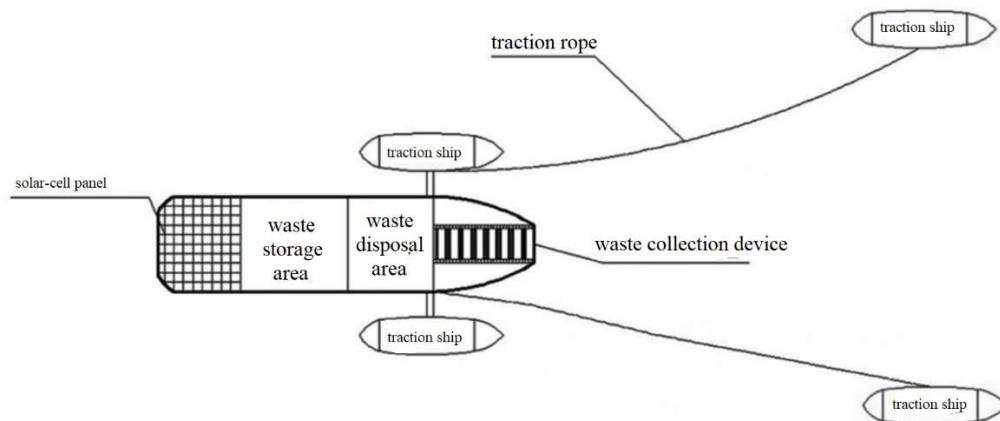 traction ship
traction rope
traction ship
solar-cell panel
waste
storage
area
waste
disposal
area
waste collection device
traction ship
traction ship